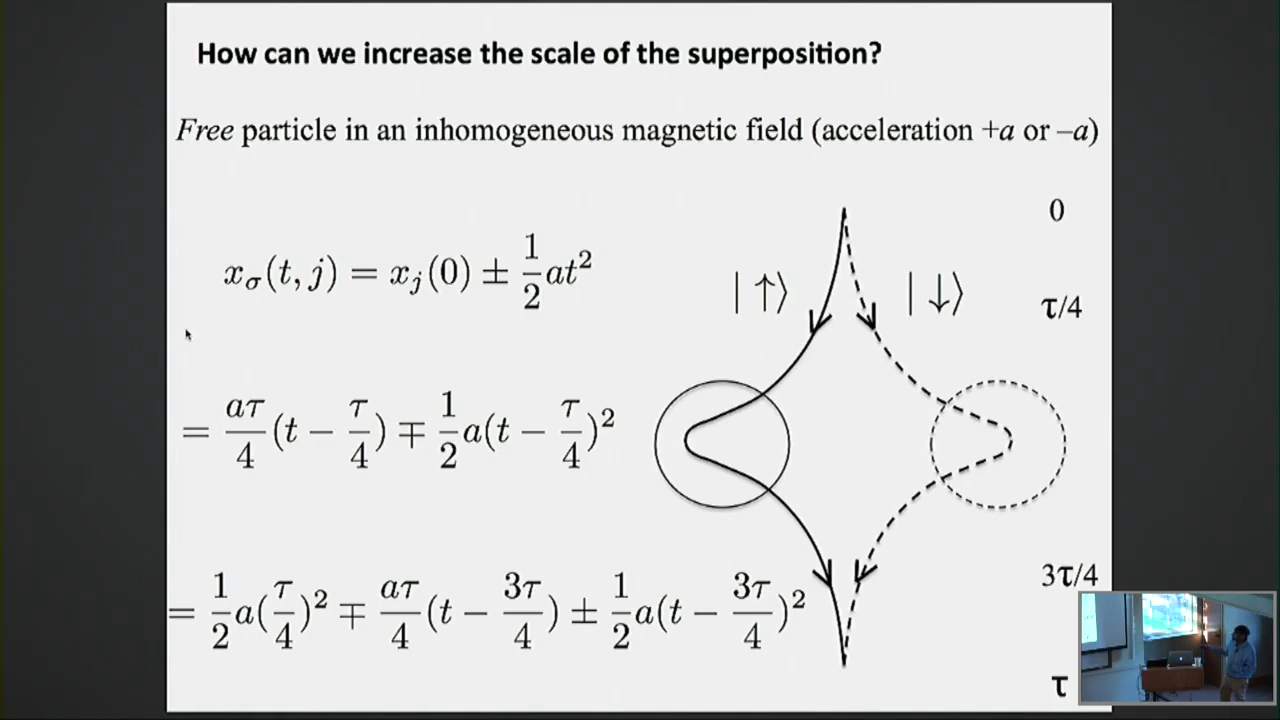 How can we increase the scale of the superposition?
Free particle in an inhomogeneous magnetic field (acceleration +a or –a)
0
x_σ(t, j) = x_j(0) ± 1/2 at²
| ↑⟩
| ↓⟩
τ/4
= aτ/4 (t − τ/4) ∓ 1/2 a(t − τ/4)²
3τ/4
= 1/2 a(τ/4)² ∓ aτ/4 (t − 3τ/4) ± 1/2 a(t − 3τ/4)²
τ